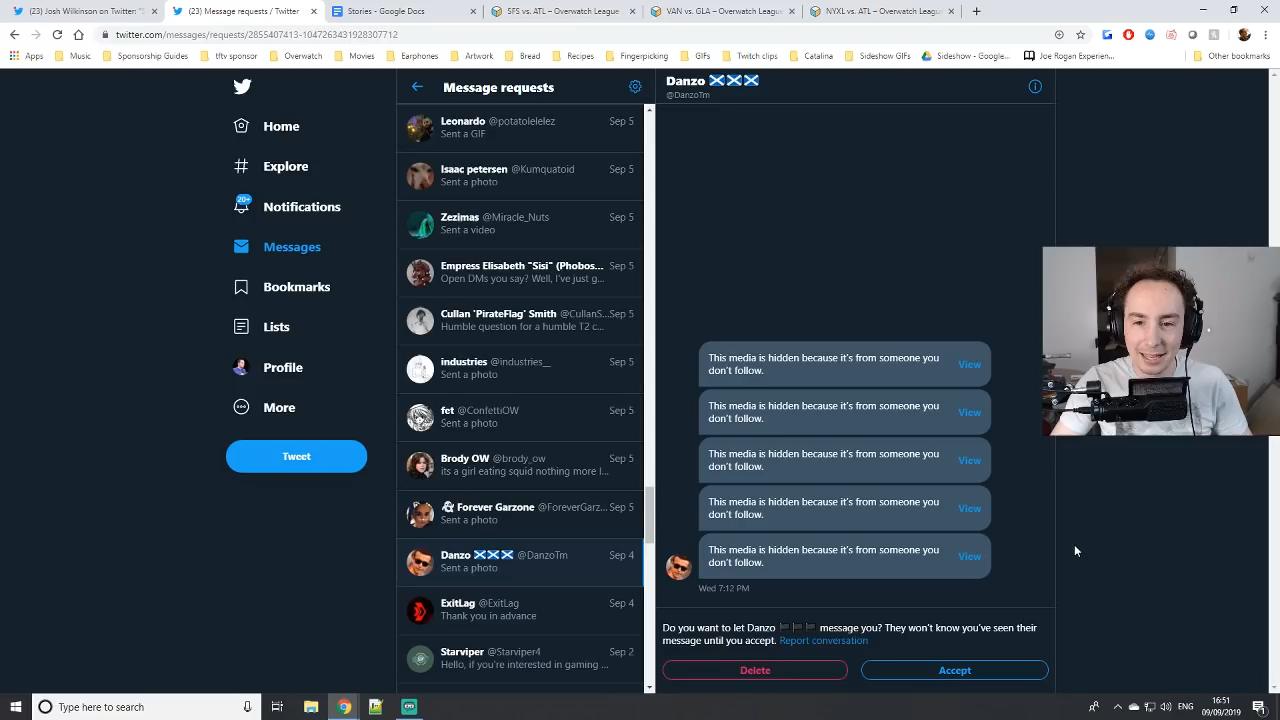 (23) Josh Wilkinson on Twitter: "S
(23) Message requests / Twitter
Stories - Google Docs
SFS vs. ATL – Overwatch League
VAN vs. GLA – Overwatch League
NYXL vs. ATL – Overwatch League
twitter.com/messages/requests/2855407413-1047263431928307712
Apps
Music
Sponsorship Guides
tftv sponsor
Overwatch
Movies
Earphones
Artwork
Bread
Recipes
Fingerpicking
GIFs
Twitch clips
Catalina
Sideshow GIFs
Sideshow - Google...
Joe Rogan Experien...
Other bookmarks
Home
Explore
20+
Notifications
Messages
Bookmarks
Lists
Profile
More
Tweet
Message requests
Leonardo @potatolelelez Sep 5
Sent a GIF
Isaac petersen @Kumquatoid Sep 5
Sent a photo
Zezimas @Miracle_Nuts Sep 5
Sent a video
Empress Elisabeth "Sisi" (Phobos... Sep 5
Open DMs you say? Well, I've just g...
Cullan 'PirateFlag' Smith @CullanS... Sep 5
Humble question for a humble T2 c...
industries @industries__ Sep 5
Sent a photo
fet @ConfettiOW Sep 5
Sent a photo
Brody OW @brody_ow Sep 5
its a girl eating squid nothing more l...
Forever Garzone @ForeverGarz... Sep 5
Sent a photo
Danzo 🏴󠁧󠁢󠁳󠁣󠁴󠁿🏴󠁧󠁢󠁳󠁣󠁴󠁿🏴󠁧󠁢󠁳󠁣󠁴󠁿 @DanzoTm Sep 4
Sent a photo
ExitLag @ExitLag Sep 4
Thank you in advance
Starviper @Starviper4 Sep 2
Hello, if you're interested in gaming ...
Danzo 🏴󠁧󠁢󠁳󠁣󠁴󠁿🏴󠁧󠁢󠁳󠁣󠁴󠁿🏴󠁧󠁢󠁳󠁣󠁴󠁿
@DanzoTm
This media is hidden because it's from someone you
don't follow.
View
This media is hidden because it's from someone you
don't follow.
View
This media is hidden because it's from someone you
don't follow.
View
This media is hidden because it's from someone you
don't follow.
View
This media is hidden because it's from someone you
don't follow.
View
Wed 7:12 PM
Do you want to let Danzo 🏴🏴🏴 message you? They won't know you've seen their
message until you accept. Report conversation
Delete
Accept
Type here to search
ENG
16:51
09/09/2019